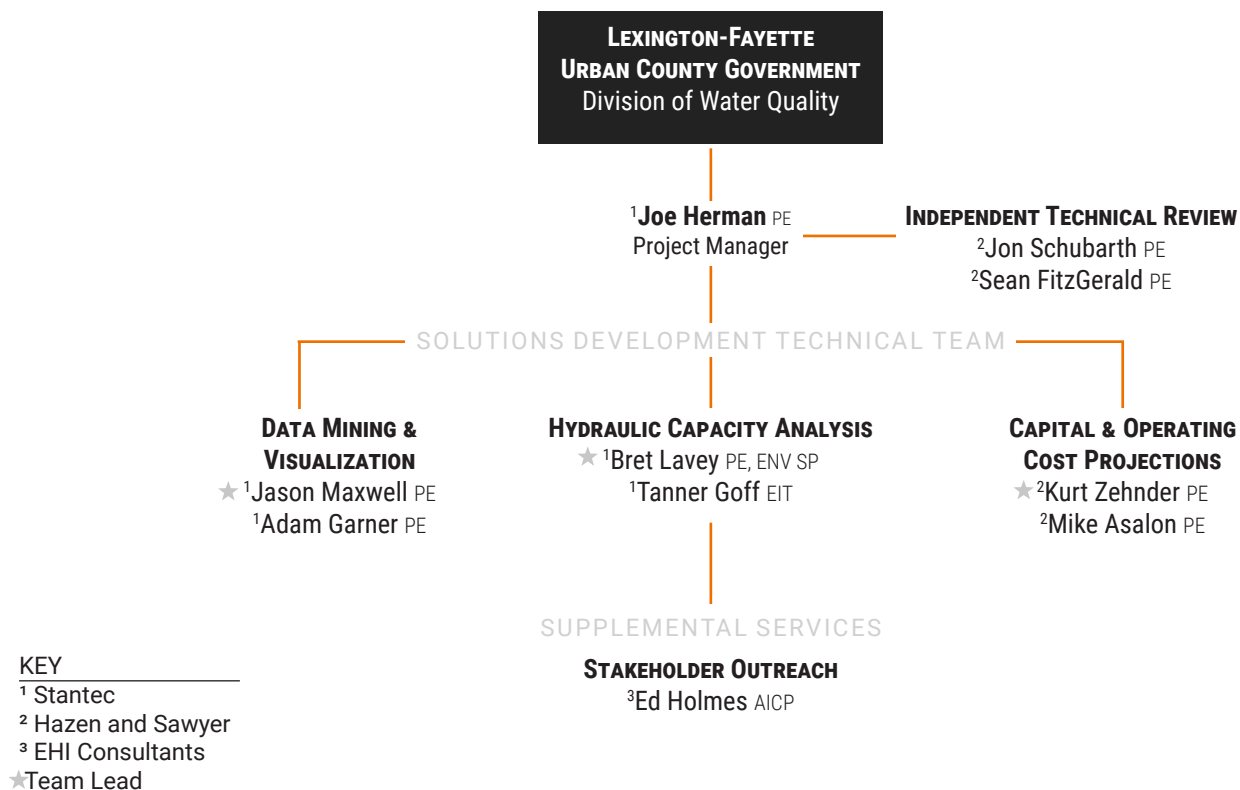 LEXINGTON-FAYETTE
URBAN COUNTY GOVERNMENT
Division of Water Quality
¹Joe Herman PE
Project Manager
INDEPENDENT TECHNICAL REVIEW
²Jon Schubarth PE
²Sean FitzGerald PE
SOLUTIONS DEVELOPMENT TECHNICAL TEAM
DATA MINING &
VISUALIZATION
★ ¹Jason Maxwell PE
¹Adam Garner PE
HYDRAULIC CAPACITY ANALYSIS
★ ¹Bret Lavey PE, ENV SP
¹Tanner Goff EIT
CAPITAL & OPERATING
COST PROJECTIONS
★ ²Kurt Zehnder PE
²Mike Asalon PE
SUPPLEMENTAL SERVICES
STAKEHOLDER OUTREACH
³Ed Holmes AICP
KEY
¹ Stantec
² Hazen and Sawyer
³ EHI Consultants
★Team Lead